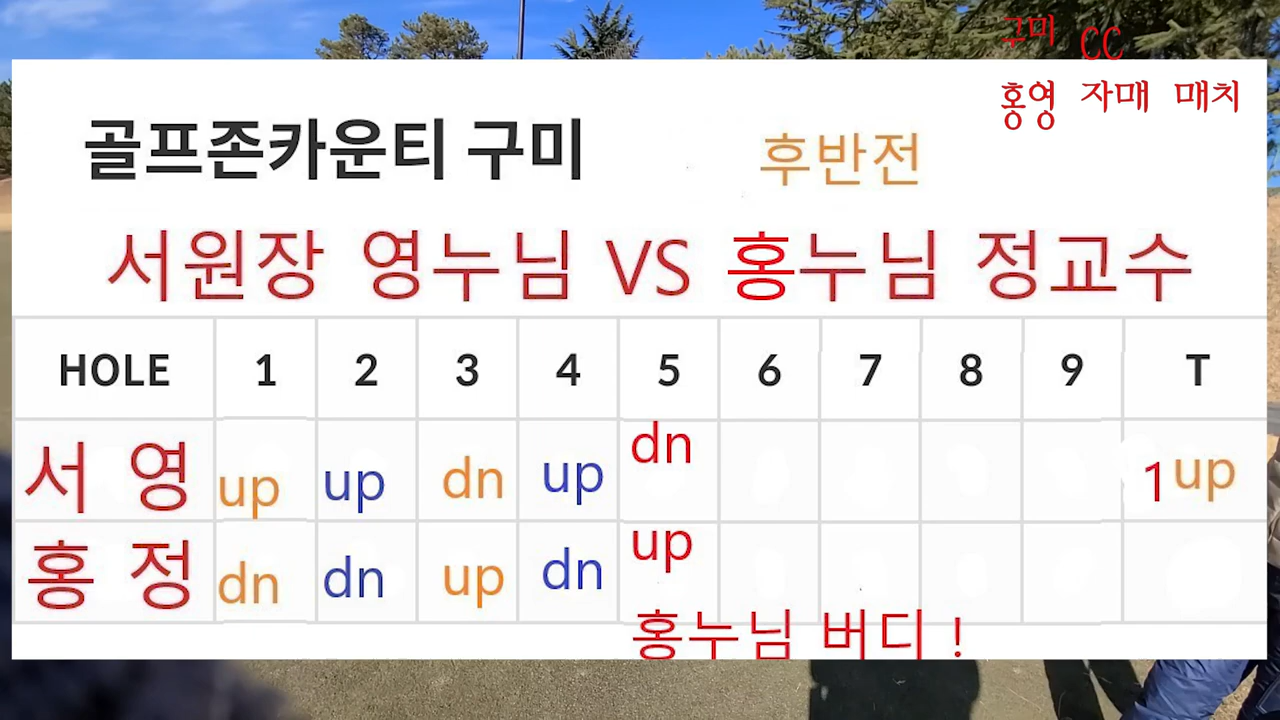 구미 CC
홍영 자매 매치
골프존카운티 구미 후반전
서원장 영누님 VS 홍누님 정교수
HOLE 1 2 3 4 5 6 7 8 9 T
서 영 up up dn up dn 1 up
홍 정 dn dn up dn up
홍누님 버디 !